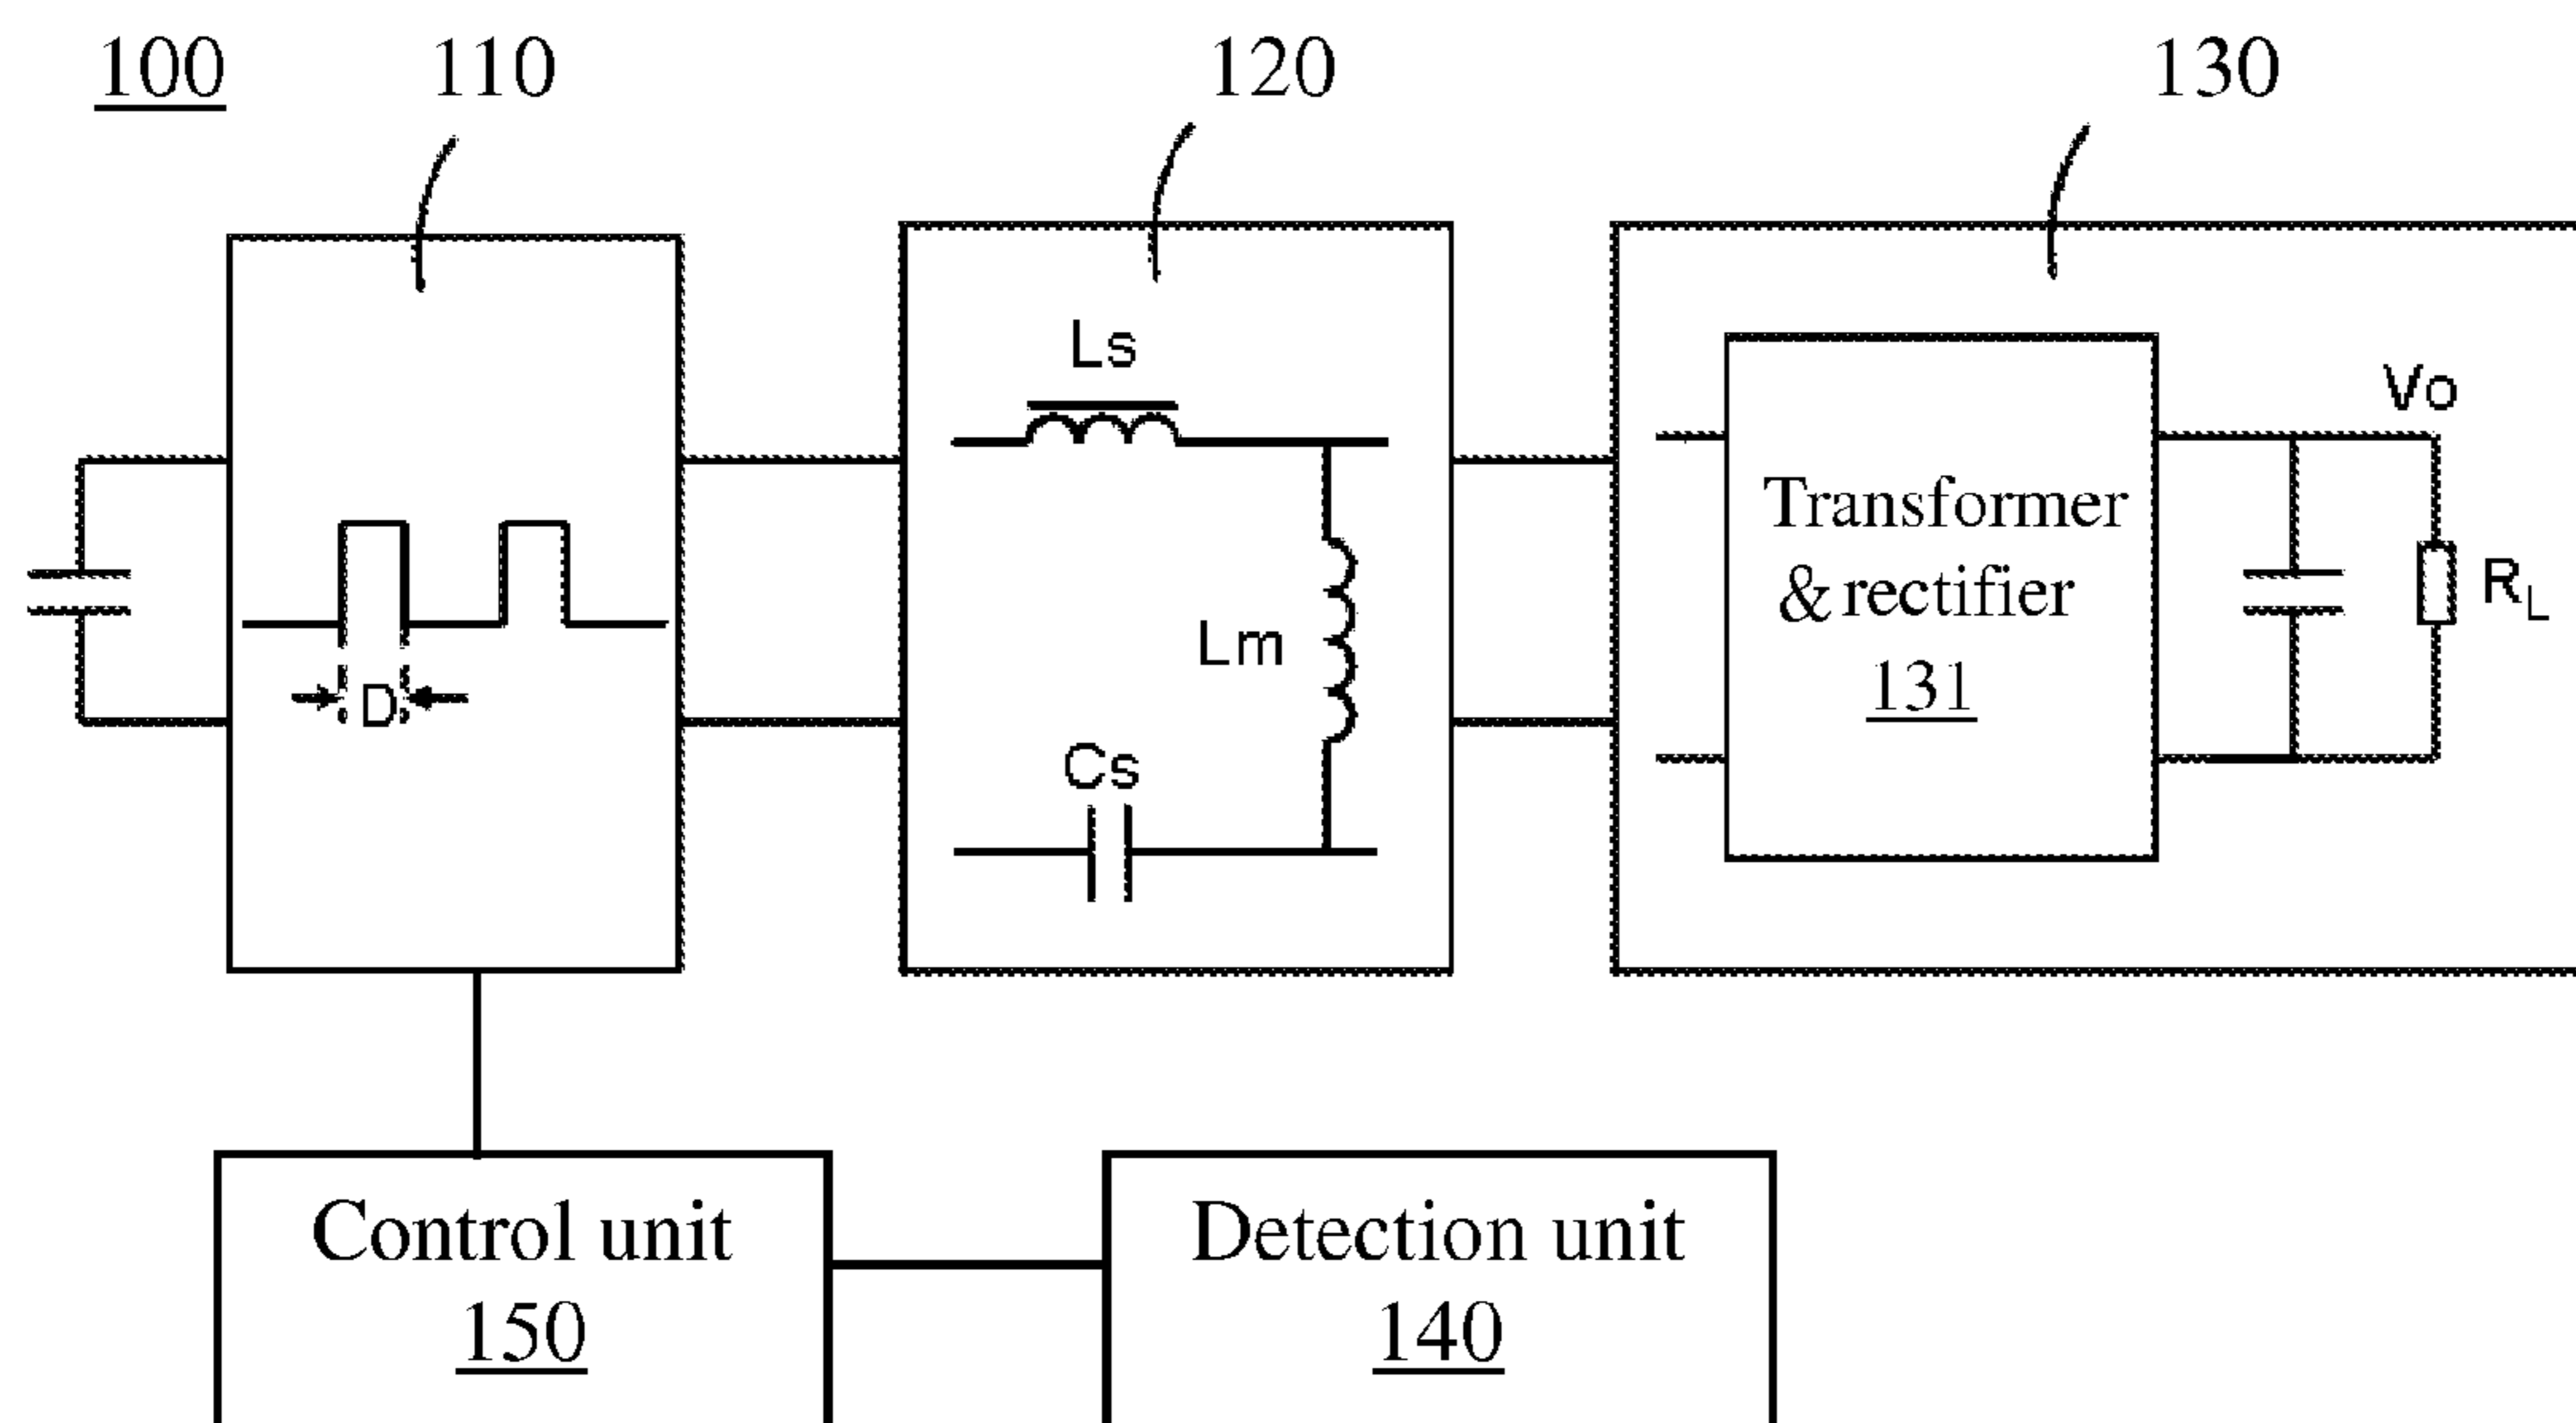 100
110
120
130
Ls
Lm
Cs
D
Transformer
& rectifier
131
Vo
RL
Control unit
150
Detection unit
140